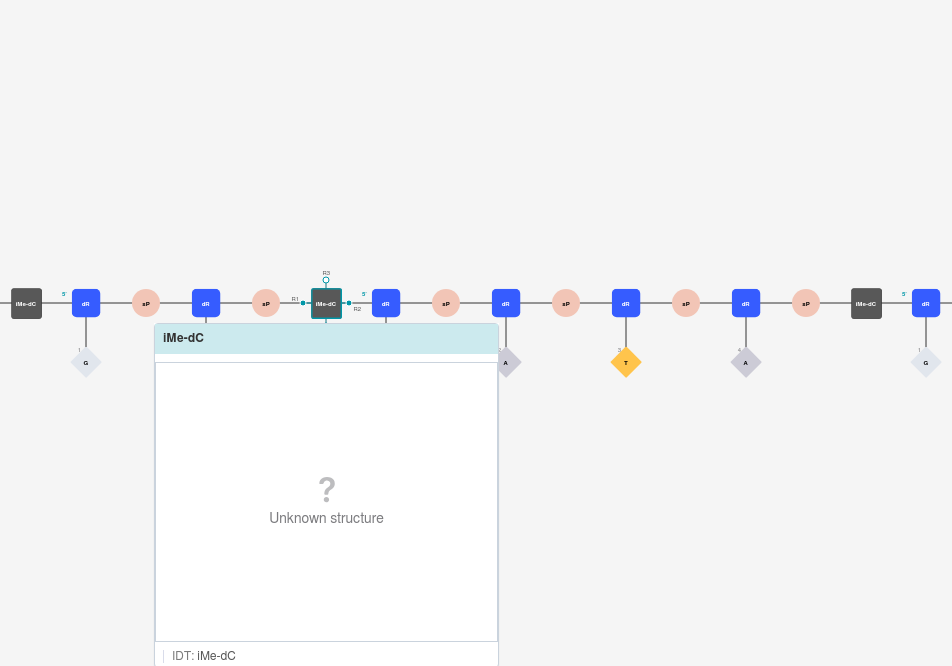 R3
5' 5' 5'
R1
iMe-dC dR sP dR sP iMe-dC dR sP dR sP dR sP dR sP iMe-dC dR
R2
iMe-dC
1 3 4 1
G A T A G
?
Unknown structure
IDT: iMe-dC